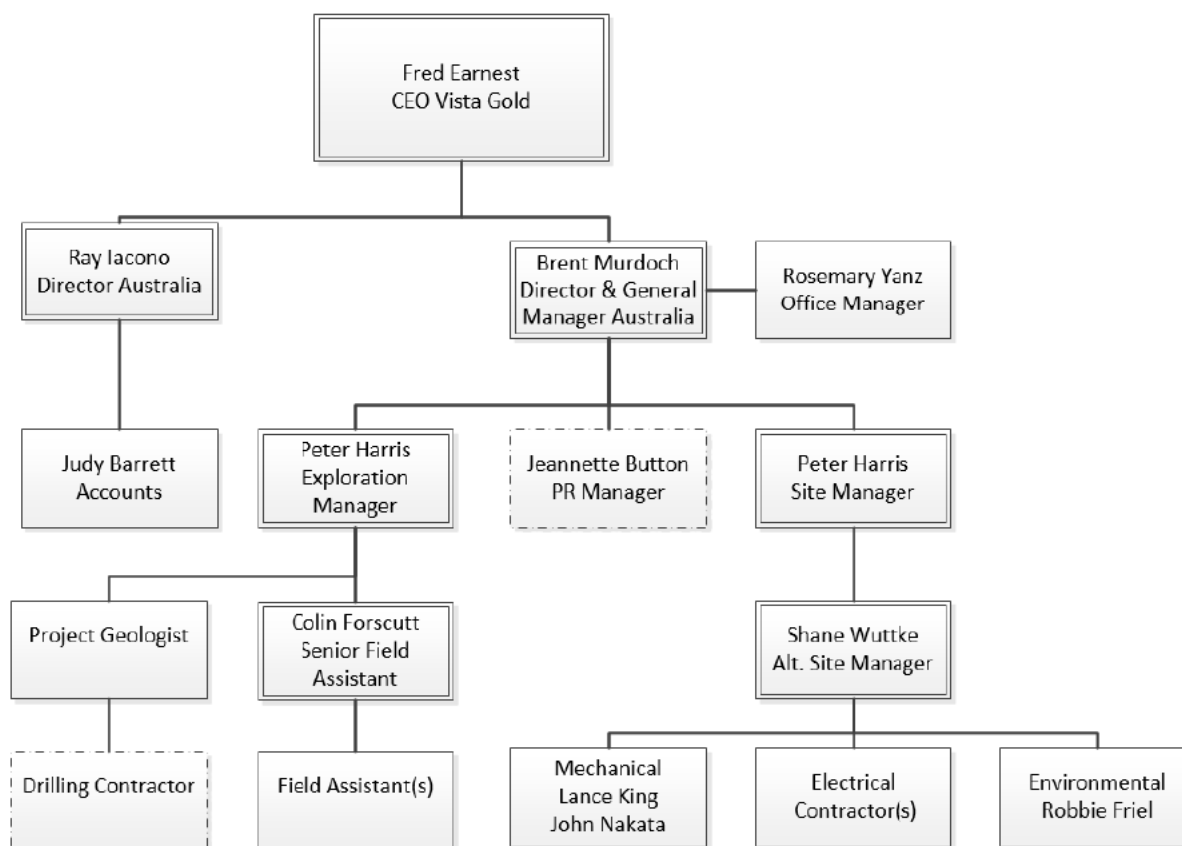 Fred Earnest
CEO Vista Gold
Ray Iacono
Director Australia
Brent Murdoch
Director & General
Manager Australia
Rosemary Yanz
Office Manager
Judy Barrett
Accounts
Peter Harris
Exploration
Manager
Jeannette Button
PR Manager
Peter Harris
Site Manager
Project Geologist
Colin Forscutt
Senior Field
Assistant
Shane Wuttke
Alt. Site Manager
Drilling Contractor
Field Assistant(s)
Mechanical
Lance King
John Nakata
Electrical
Contractor(s)
Environmental
Robbie Friel